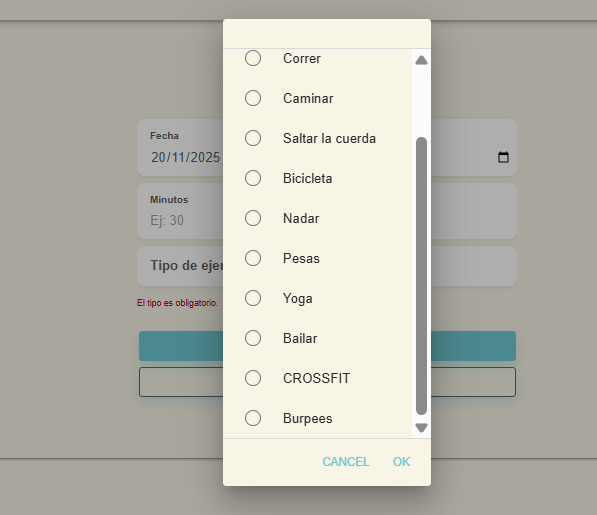 Correr
Caminar
Saltar la cuerda
Bicicleta
Nadar
Pesas
Yoga
Bailar
CROSSFIT
Burpees
CANCEL OK
Fecha
20/11/2025
Minutos
Ej: 30
Tipo de
El tipo es obligatorio.